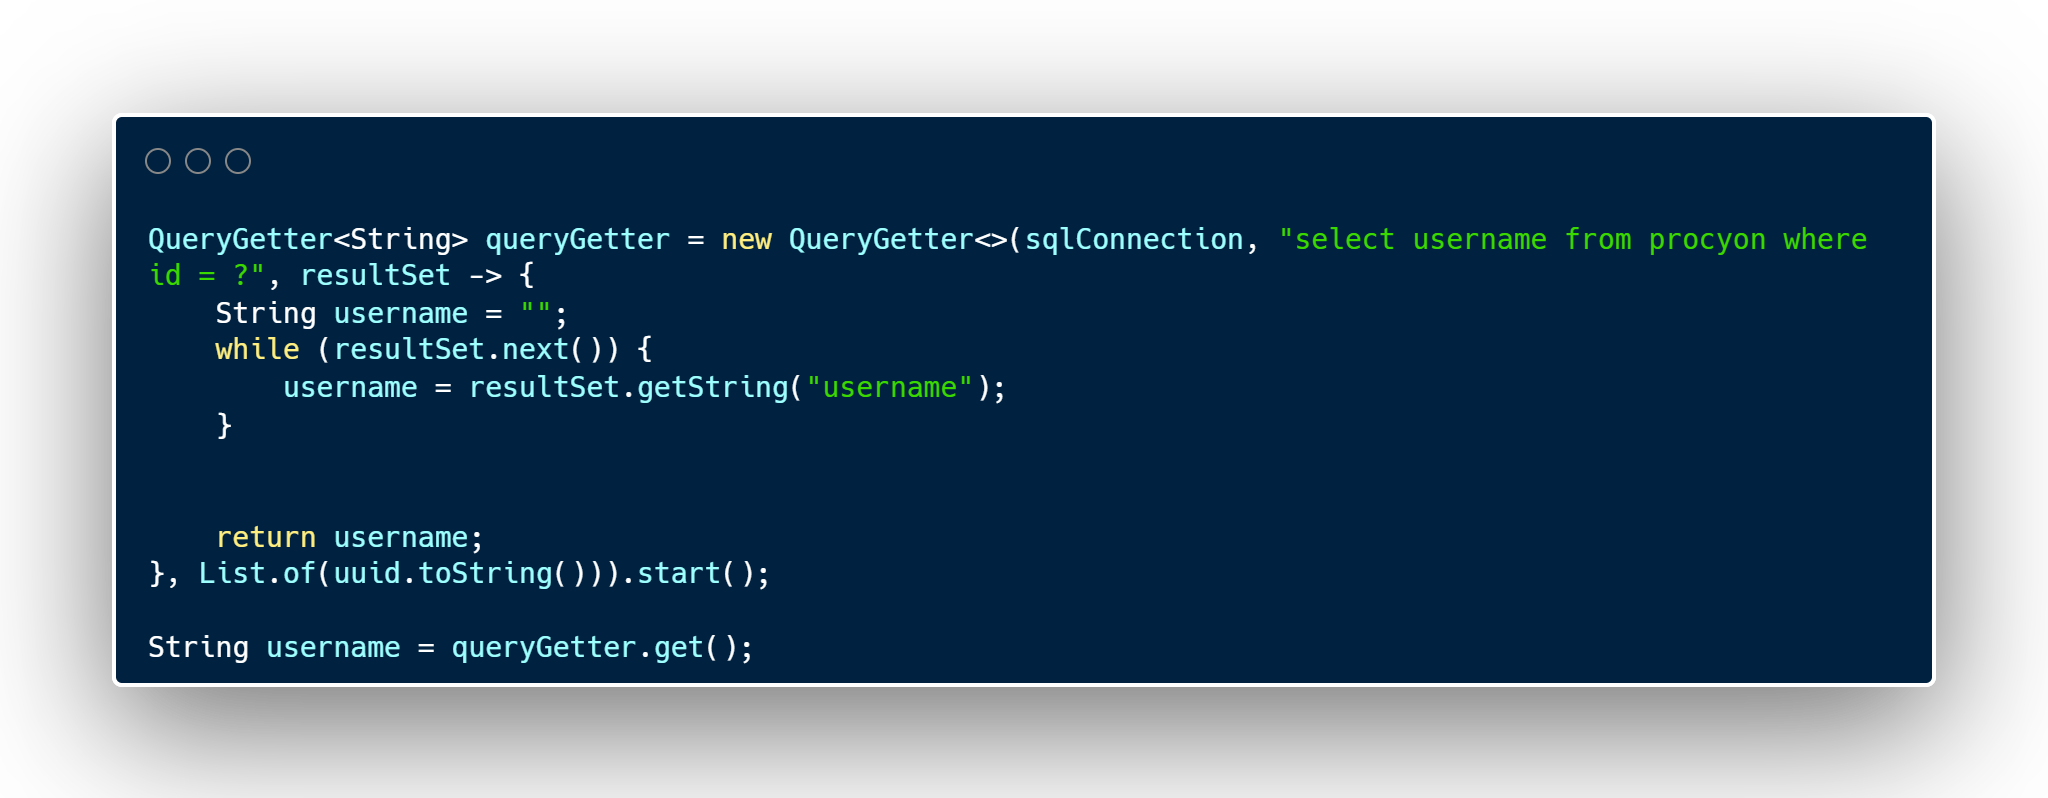 QueryGetter<String> queryGetter = new QueryGetter<>(sqlConnection, "select username from procyon where
id = ?", resultSet -> {
    String username = "";
    while (resultSet.next()) {
        username = resultSet.getString("username");
    }
    return username;
}, List.of(uuid.toString())).start();
String username = queryGetter.get();